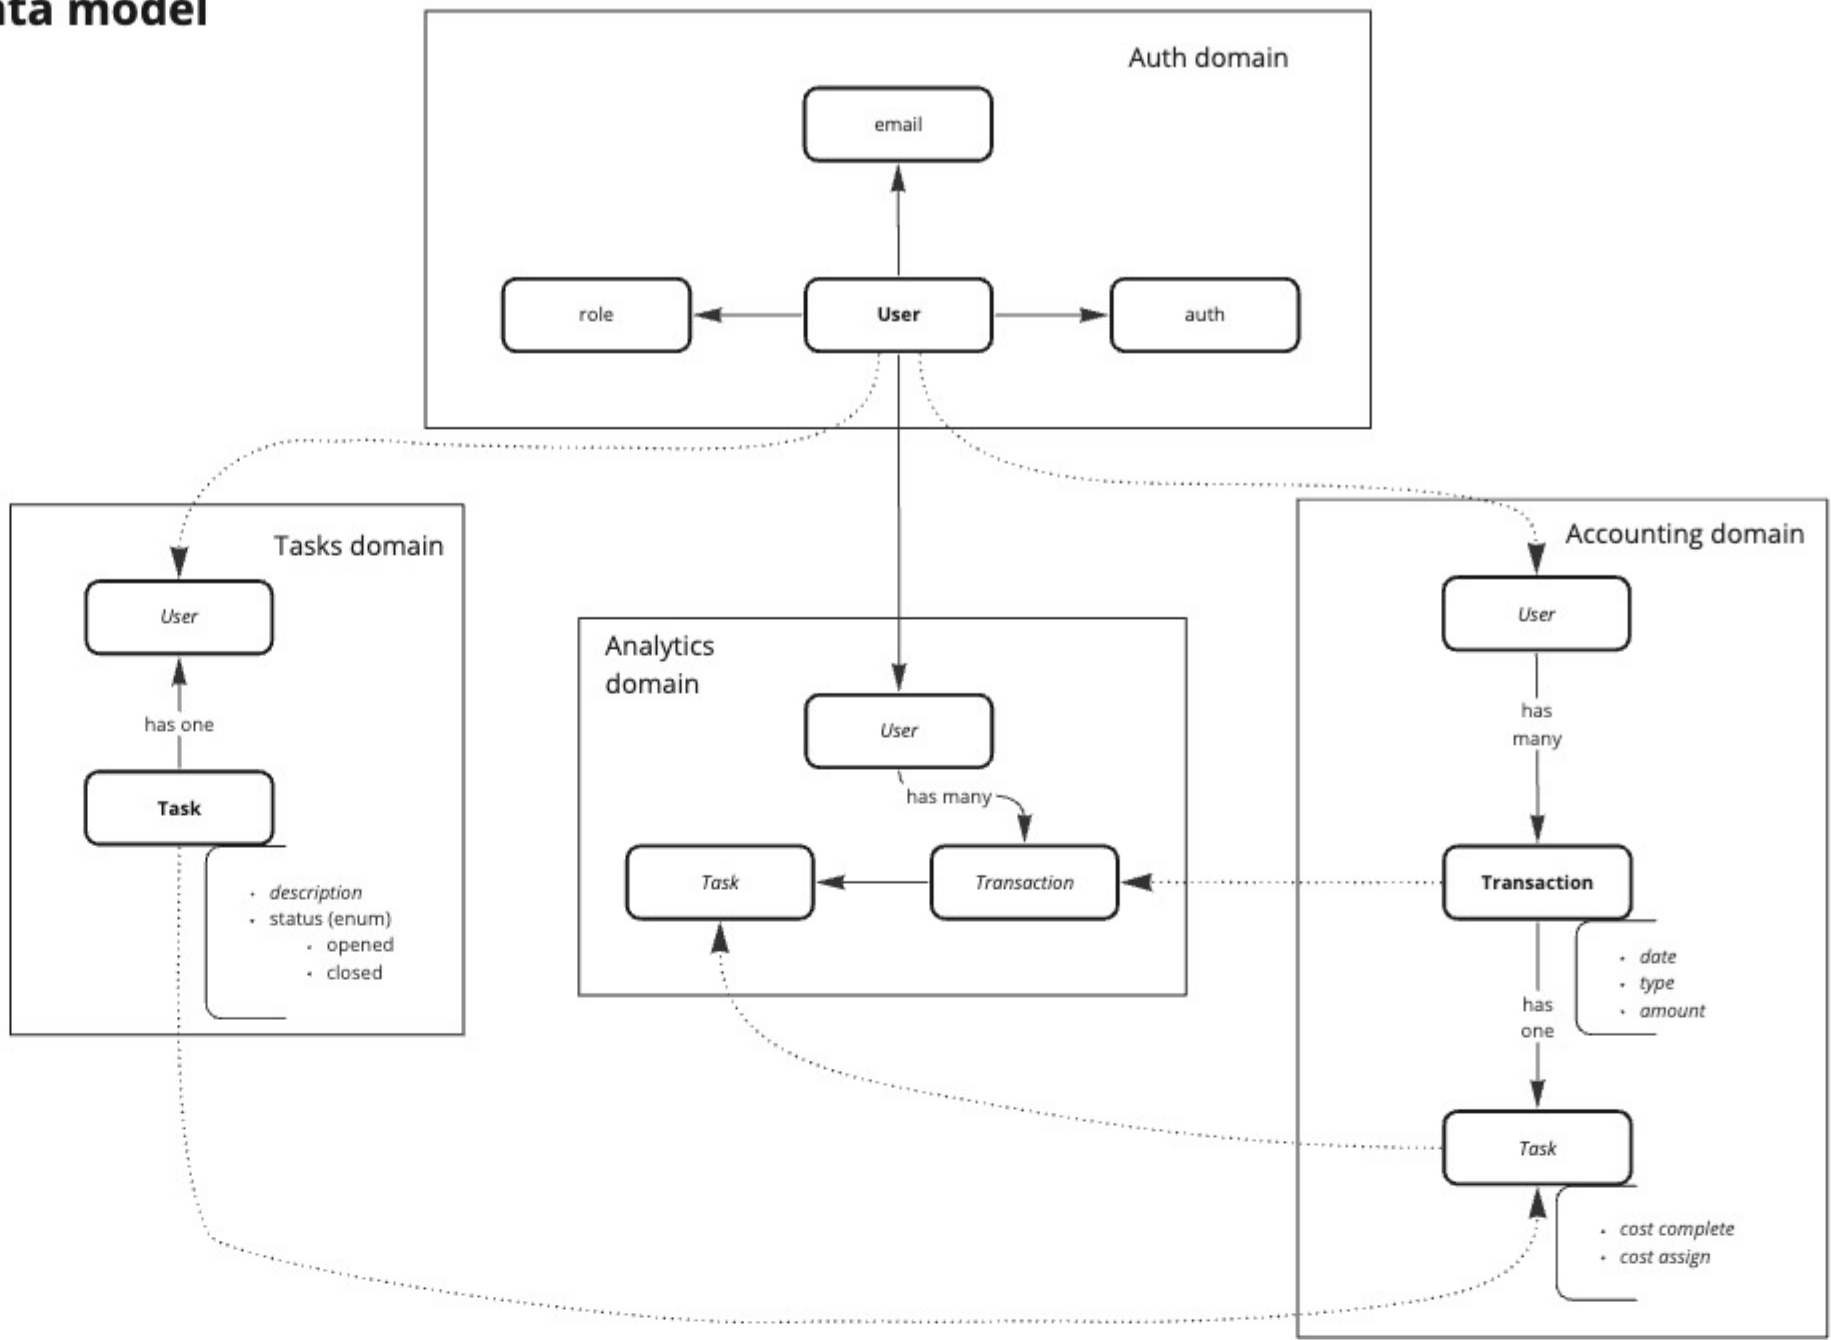 ata model
Auth domain
email
role
User
auth
Tasks domain
User
has one
Task
description
status (enum)
opened
closed
Analytics
domain
User
has many
Task
Transaction
Accounting domain
User
has
many
Transaction
date
type
amount
has
one
Task
cost complete
cost assign